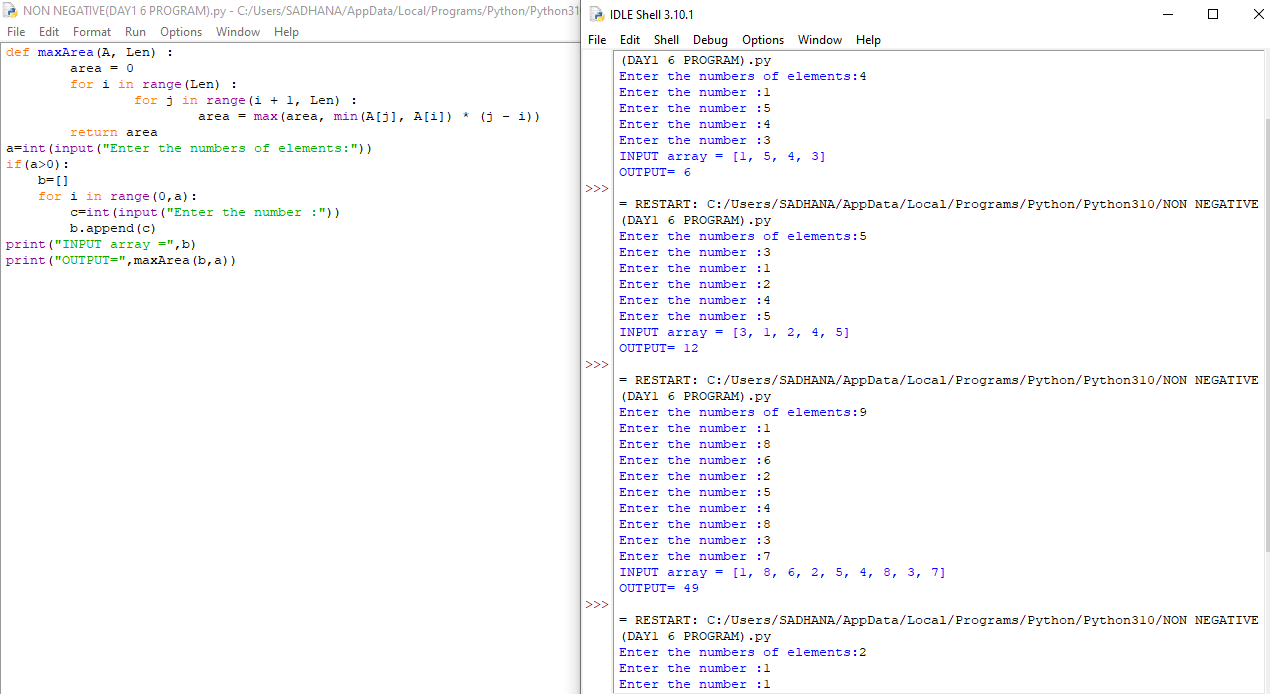 NON NEGATIVE(DAY1 6 PROGRAM).py - C:/Users/SADHANA/AppData/Local/Programs/Python/Python31
File Edit Format Run Options Window Help
def maxArea(A, Len) :
        area = 0
        for i in range(Len) :
                for j in range(i + 1, Len) :
                        area = max(area, min(A[j], A[i]) * (j - i))
        return area
a=int(input("Enter the numbers of elements:"))
if(a>0):
    b=[]
    for i in range(0,a):
        c=int(input("Enter the number :"))
        b.append(c)
print("INPUT array =",b)
print("OUTPUT=",maxArea(b,a))
IDLE Shell 3.10.1
File Edit Shell Debug Options Window Help
(DAY1 6 PROGRAM).py
Enter the numbers of elements:4
Enter the number :1
Enter the number :5
Enter the number :4
Enter the number :3
INPUT array = [1, 5, 4, 3]
OUTPUT= 6
>>>
= RESTART: C:/Users/SADHANA/AppData/Local/Programs/Python/Python310/NON NEGATIVE
(DAY1 6 PROGRAM).py
Enter the numbers of elements:5
Enter the number :3
Enter the number :1
Enter the number :2
Enter the number :4
Enter the number :5
INPUT array = [3, 1, 2, 4, 5]
OUTPUT= 12
>>>
= RESTART: C:/Users/SADHANA/AppData/Local/Programs/Python/Python310/NON NEGATIVE
(DAY1 6 PROGRAM).py
Enter the numbers of elements:9
Enter the number :1
Enter the number :8
Enter the number :6
Enter the number :2
Enter the number :5
Enter the number :4
Enter the number :8
Enter the number :3
Enter the number :7
INPUT array = [1, 8, 6, 2, 5, 4, 8, 3, 7]
OUTPUT= 49
>>>
= RESTART: C:/Users/SADHANA/AppData/Local/Programs/Python/Python310/NON NEGATIVE
(DAY1 6 PROGRAM).py
Enter the numbers of elements:2
Enter the number :1
Enter the number :1